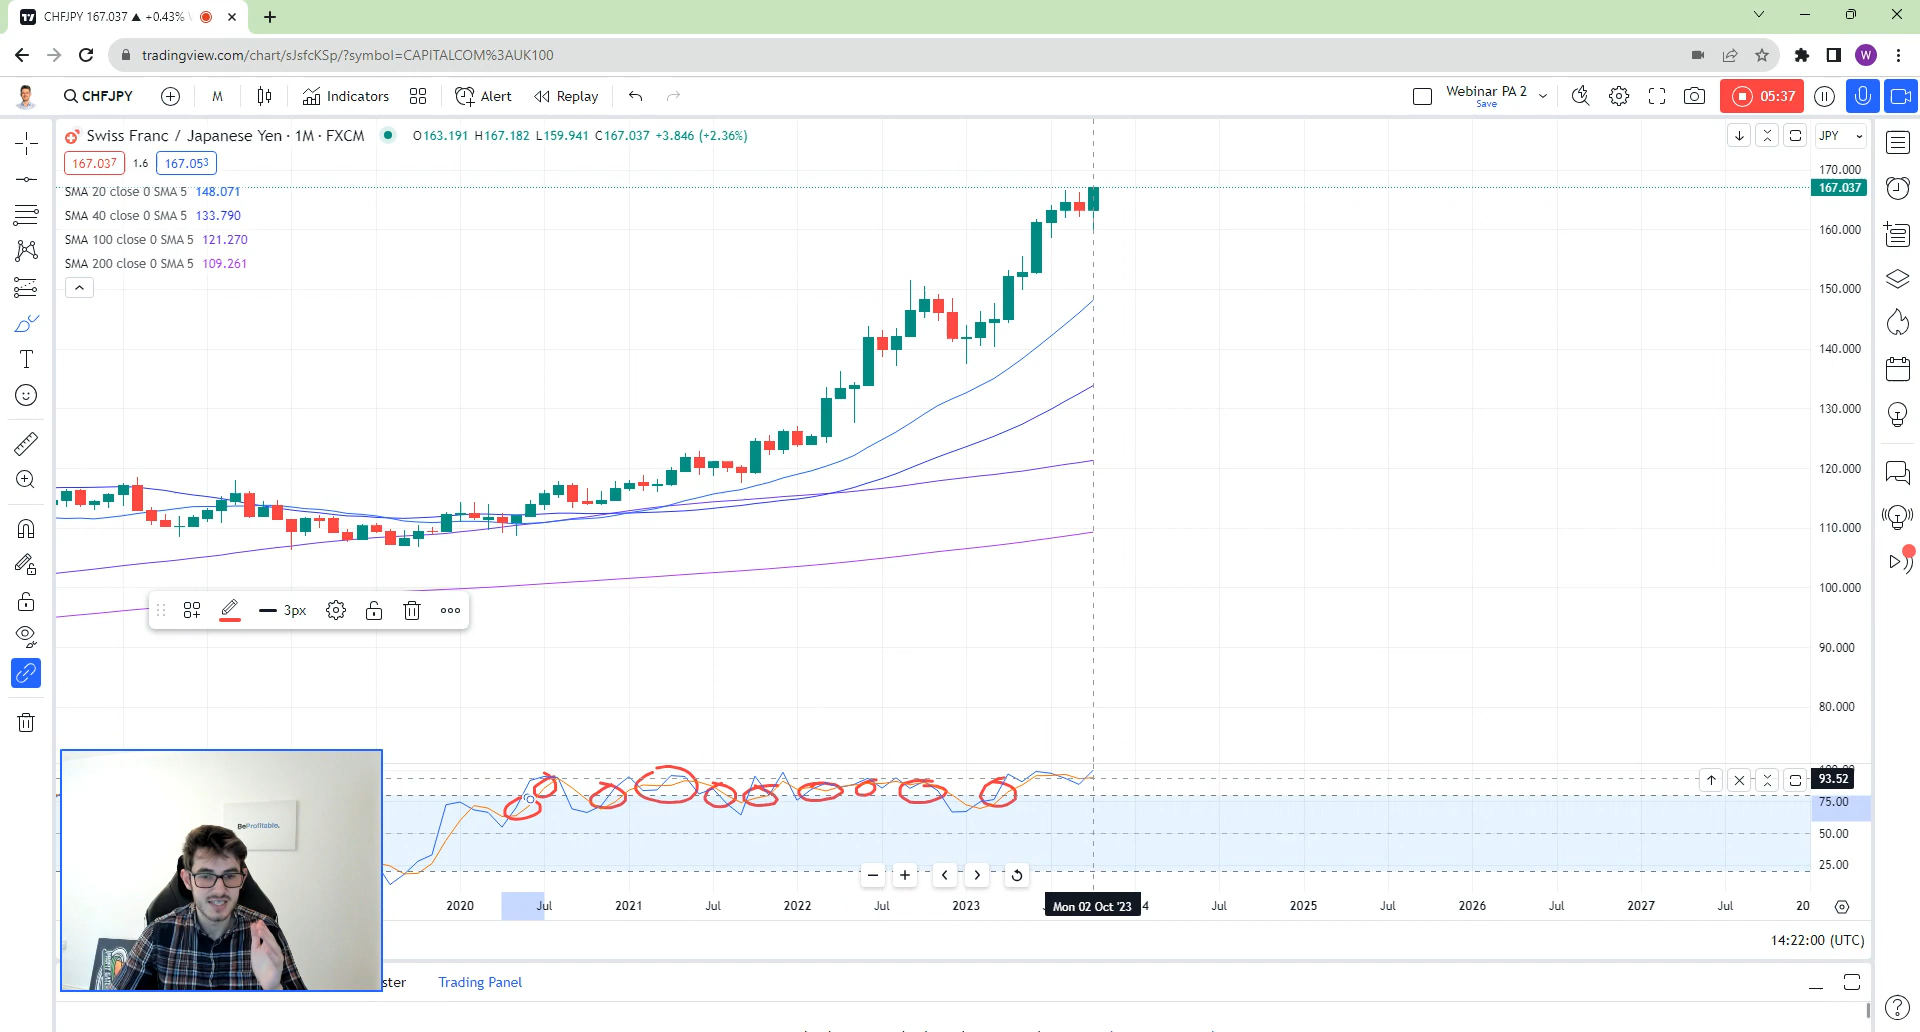 CHFJPY 167.037 ▲ +0.43%
tradingview.com/chart/sJsfcKSp/?symbol=CAPITALCOM%3AUK100
W
CHFJPY M Indicators Alert Replay
Webinar PA 2
Save
05:37
Swiss Franc / Japanese Yen · 1M · FXCM O163.191 H167.182 L159.941 C167.037 +3.846 (+2.36%)
JPY
167.037 1.6 167.053
SMA 20 close 0 SMA 5 148.071
SMA 40 close 0 SMA 5 133.790
SMA 100 close 0 SMA 5 121.270
SMA 200 close 0 SMA 5 109.261
170.000
167.037
160.000
150.000
140.000
130.000
120.000
110.000
100.000
90.000
80.000
3px
93.52
75.00
50.00
25.00
BeProfitable.
2020 Jul 2021 Jul 2022 Jul 2023 Mon 02 Oct '23 4 Jul 2025 Jul 2026 Jul 2027 Jul 20
14:22:00 (UTC)
ster Trading Panel